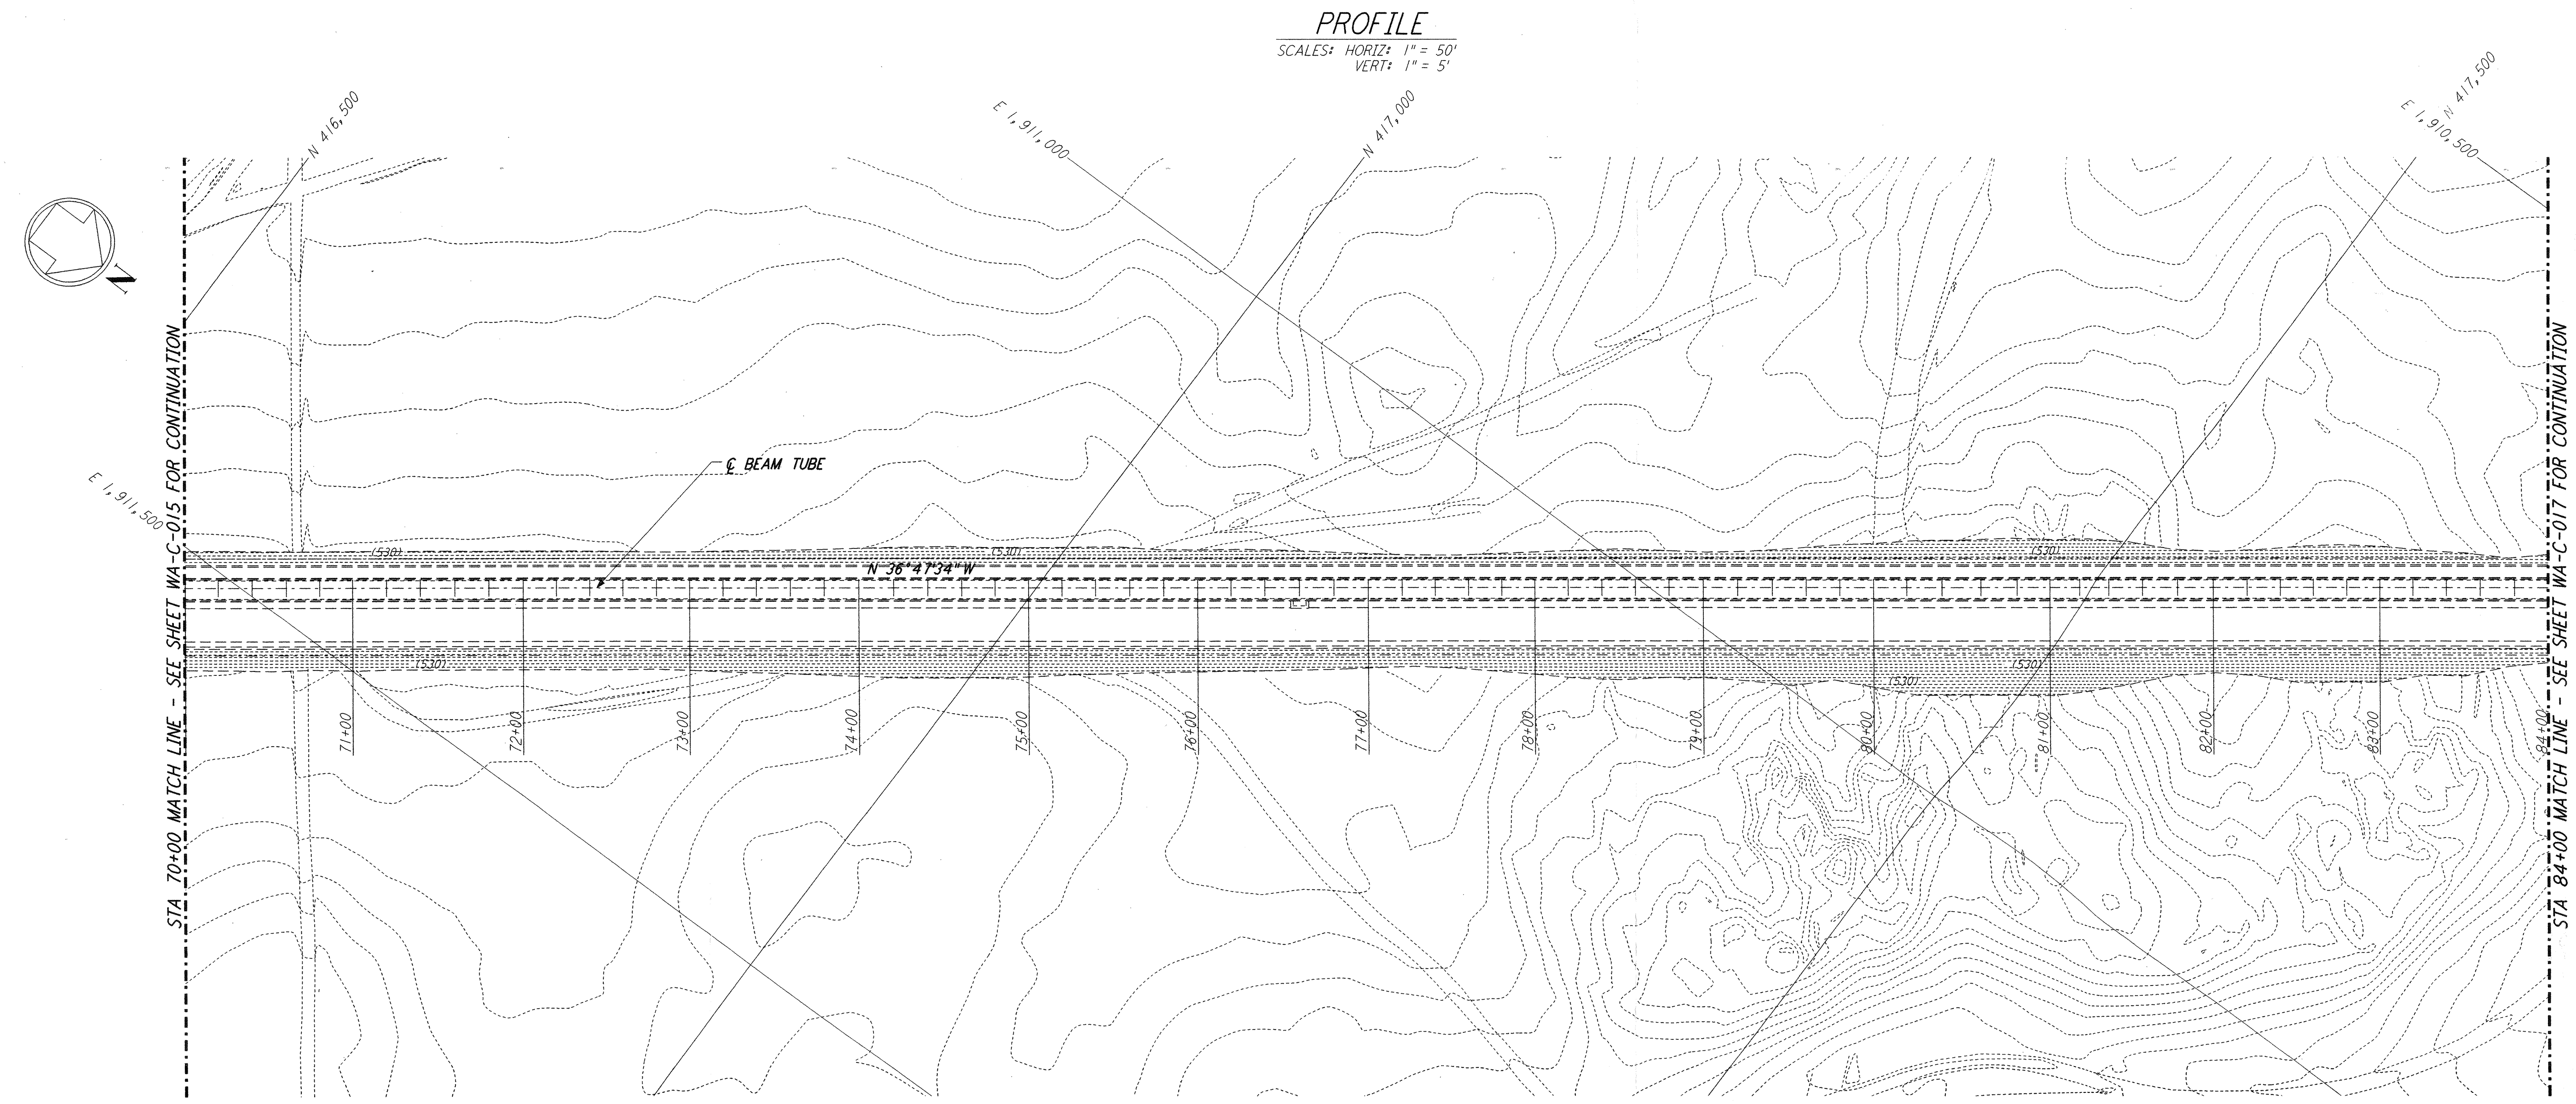 PROFILE
SCALES: HORIZ: 1" = 50'
VERT: 1" = 5'
N 416,500
E 1,911,000
N 417,000
N 417,500
E 1,910,500
N
STA 70+00 MATCH LINE - SEE SHEET WA-C-015 FOR CONTINUATION
E 1,911,500
℄ BEAM TUBE
(530)
(530)
(530)
N 36°47'34" W
(530)
(530)
(530)
71+00
72+00
73+00
74+00
75+00
76+00
77+00
78+00
79+00
80+00
81+00
82+00
83+00
84+00
STA 84+00 MATCH LINE - SEE SHEET WA-C-017 FOR CONTINUATION